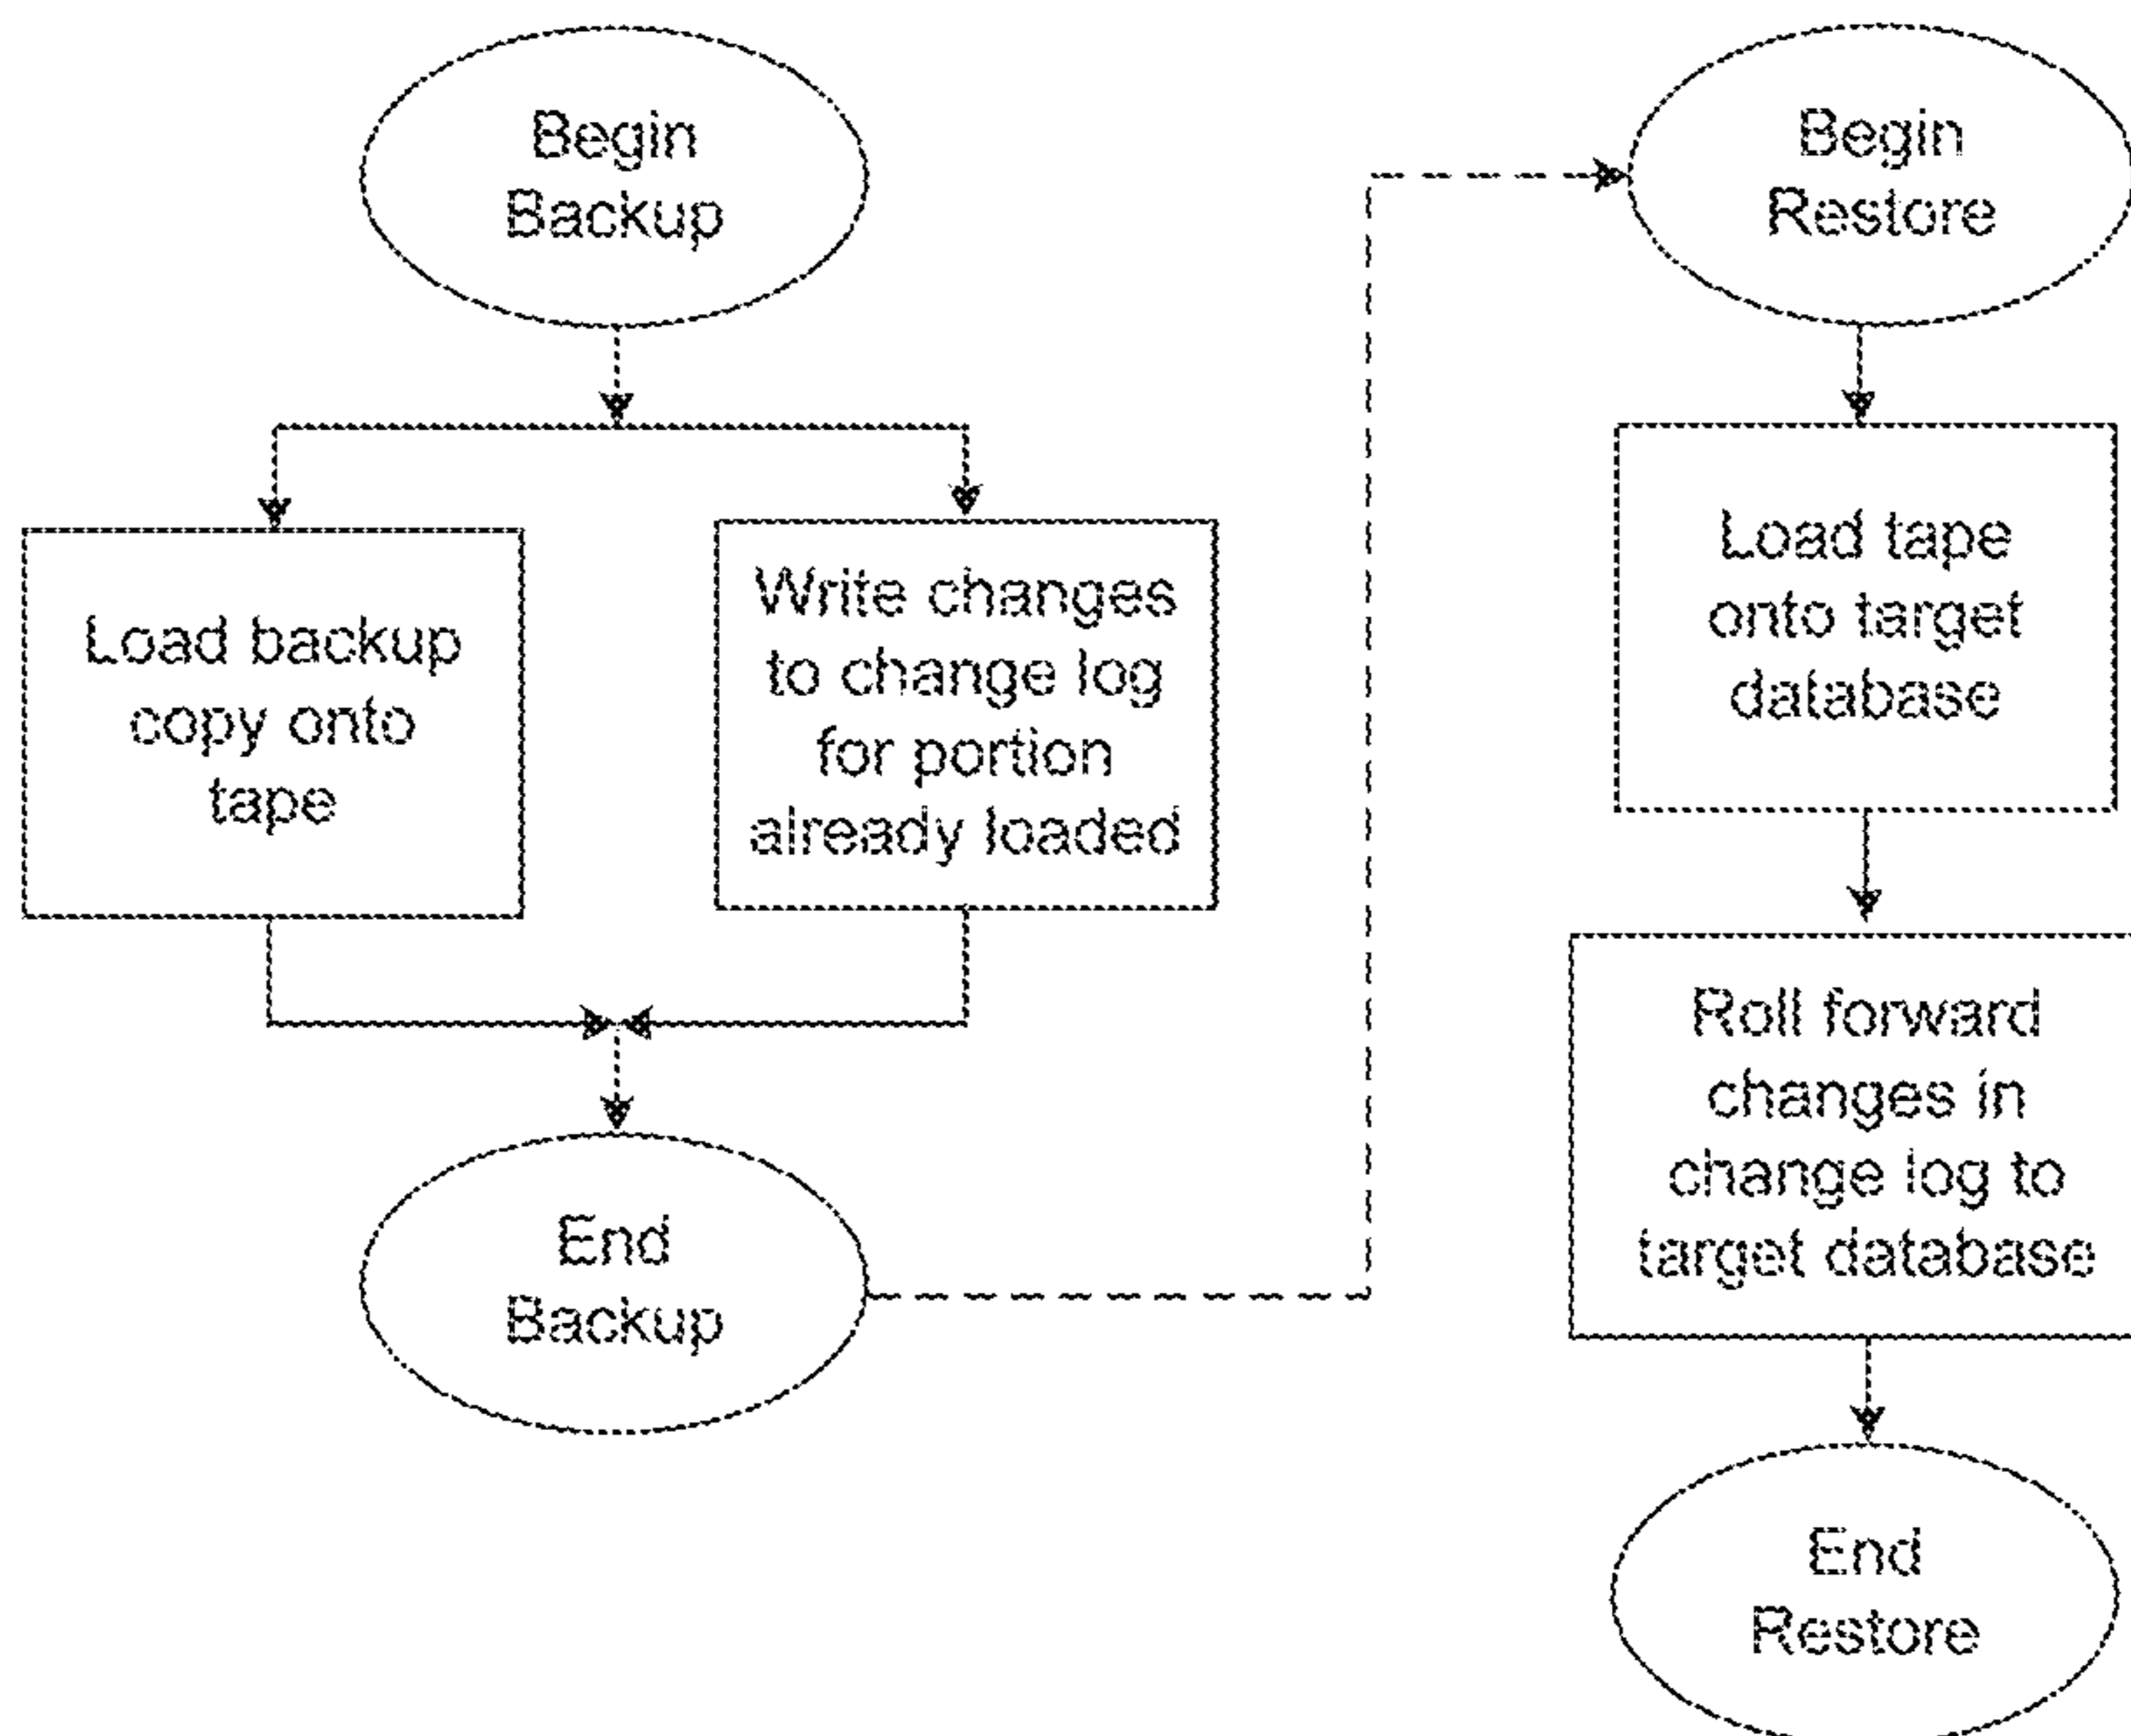 Begin
Backup
Load backup
copy onto
tape
Write changes
to change log
for portion
already loaded
End
Backup
Begin
Restore
Load tape
onto target
database
Roll forward
changes in
change log to
target database
End
Restore